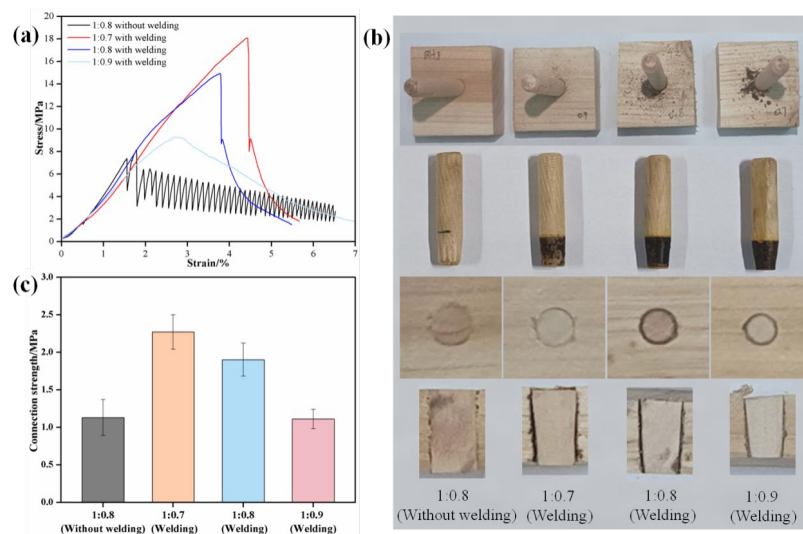 (a)
18
16
14
12
10
8
6
4
2
0
Stress/MPa
1:0.8 without welding
1:0.7 with welding
1:0.8 with welding
1:0.9 with welding
0 1 2 3 4 5 6 7
Strain/%
(b)
1:0.8 1:0.7 1:0.8 1:0.9
(Without welding) (Welding) (Welding) (Welding)
(c)
3.0
2.5
2.0
1.5
1.0
0.5
0.0
Connection strength/MPa
1:0.8 1:0.7 1:0.8 1:0.9
(Without welding) (Welding) (Welding) (Welding)